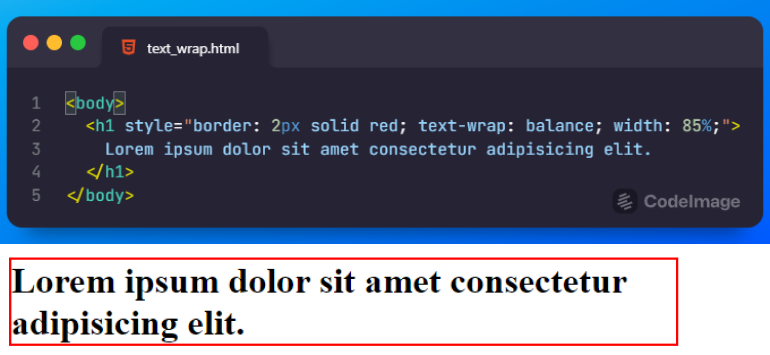 text_wrap.html
1 <body>
2 <h1 style="border: 2px solid red; text-wrap: balance; width: 85%;">
3 Lorem ipsum dolor sit amet consectetur adipisicing elit.
4 </h1>
5 </body>
CodeImage
Lorem ipsum dolor sit amet consectetur
adipisicing elit.